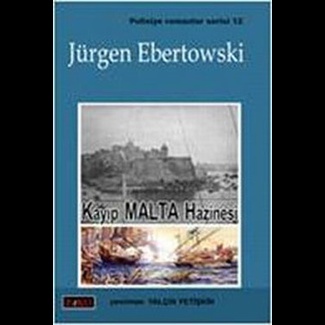 Polisiye romanlar serisi 12
Jürgen Ebertowski
Kayıp MALTA Hazinesi
çeviren: YALÇIN YETİŞKİN